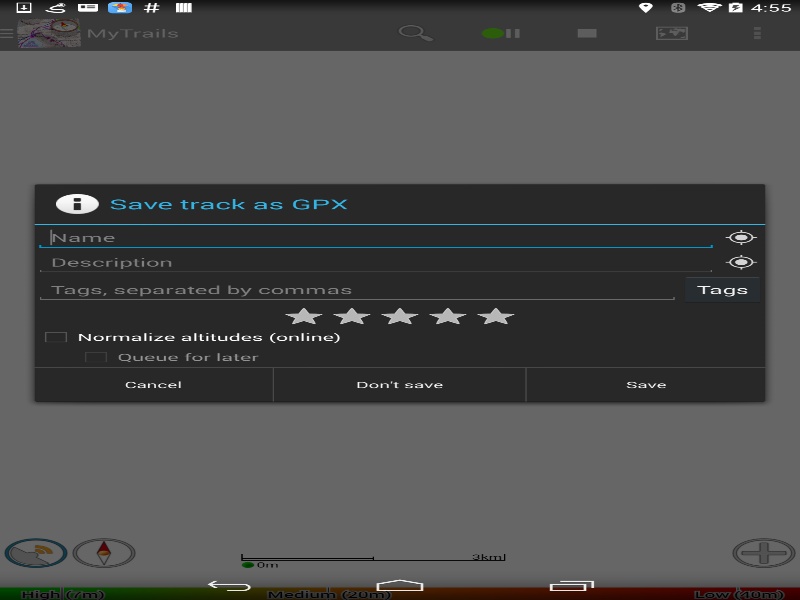 4:55
MyTrails
Save track as GPX
Name
Description
Tags, separated by commas
Tags
Normalize altitudes (online)
Queue for later
Cancel
Don't save
Save
3km
0m
High (7m)
Medium (20m)
Low (40m)